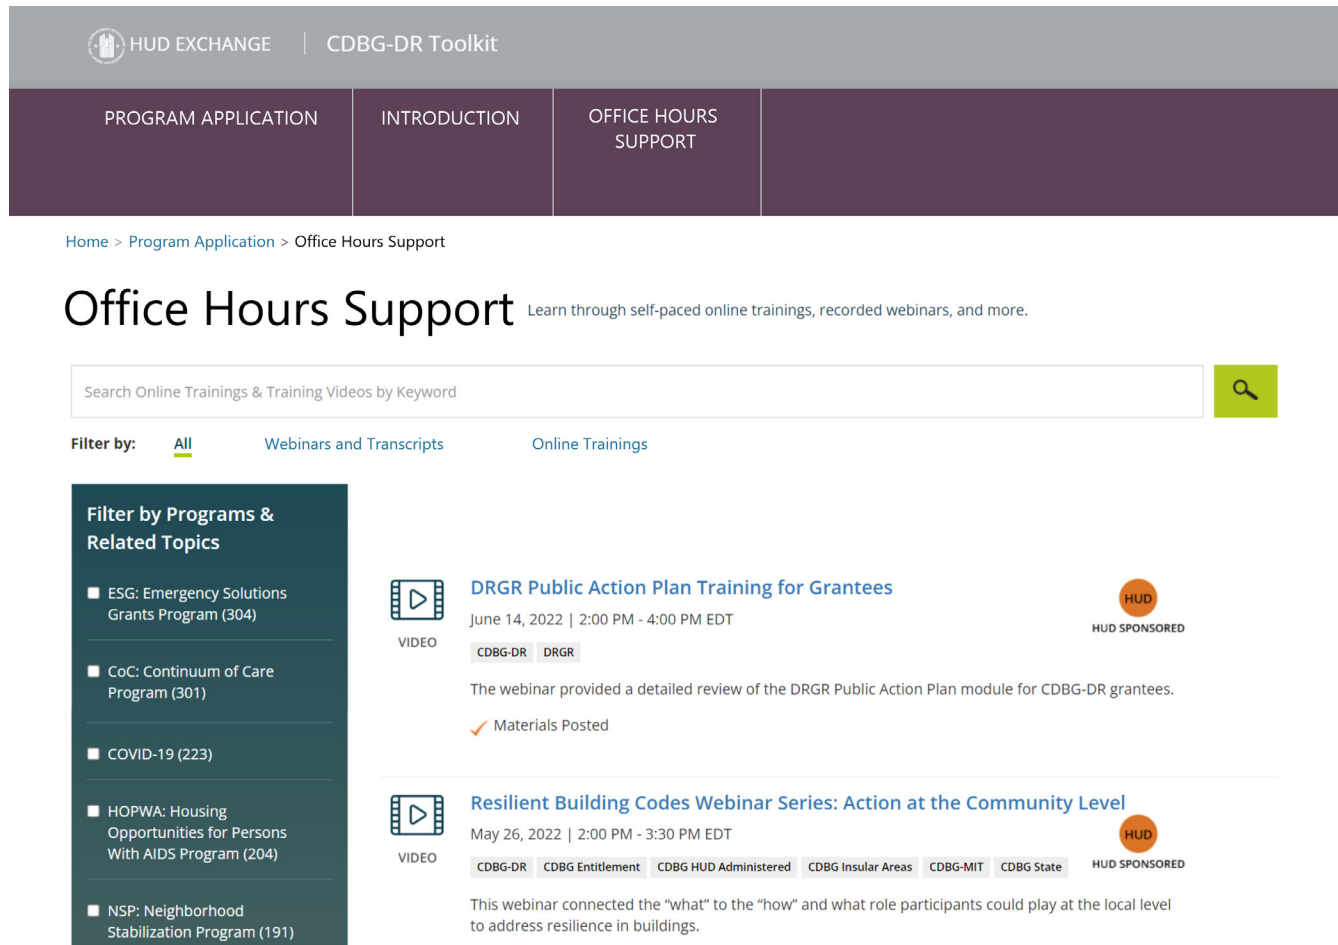 HUD EXCHANGE
CDBG-DR Toolkit
PROGRAM APPLICATION
INTRODUCTION
OFFICE HOURS
SUPPORT
Home > Program Application > Office Hours Support
Office Hours Support
Learn through self-paced online trainings, recorded webinars, and more.
Search Online Trainings & Training Videos by Keyword
Filter by:
All
Webinars and Transcripts
Online Trainings
Filter by Programs &
Related Topics
ESG: Emergency Solutions
Grants Program (304)
CoC: Continuum of Care
Program (301)
COVID-19 (223)
HOPWA: Housing
Opportunities for Persons
With AIDS Program (204)
NSP: Neighborhood
Stabilization Program (191)
VIDEO
DRGR Public Action Plan Training for Grantees
June 14, 2022 | 2:00 PM - 4:00 PM EDT
CDBG-DR DRGR
The webinar provided a detailed review of the DRGR Public Action Plan module for CDBG-DR grantees.
Materials Posted
HUD
HUD SPONSORED
VIDEO
Resilient Building Codes Webinar Series: Action at the Community Level
May 26, 2022 | 2:00 PM - 3:30 PM EDT
CDBG-DR CDBG Entitlement CDBG HUD Administered CDBG Insular Areas CDBG-MIT CDBG State
This webinar connected the “what” to the “how” and what role participants could play at the local level
to address resilience in buildings.
HUD
HUD SPONSORED